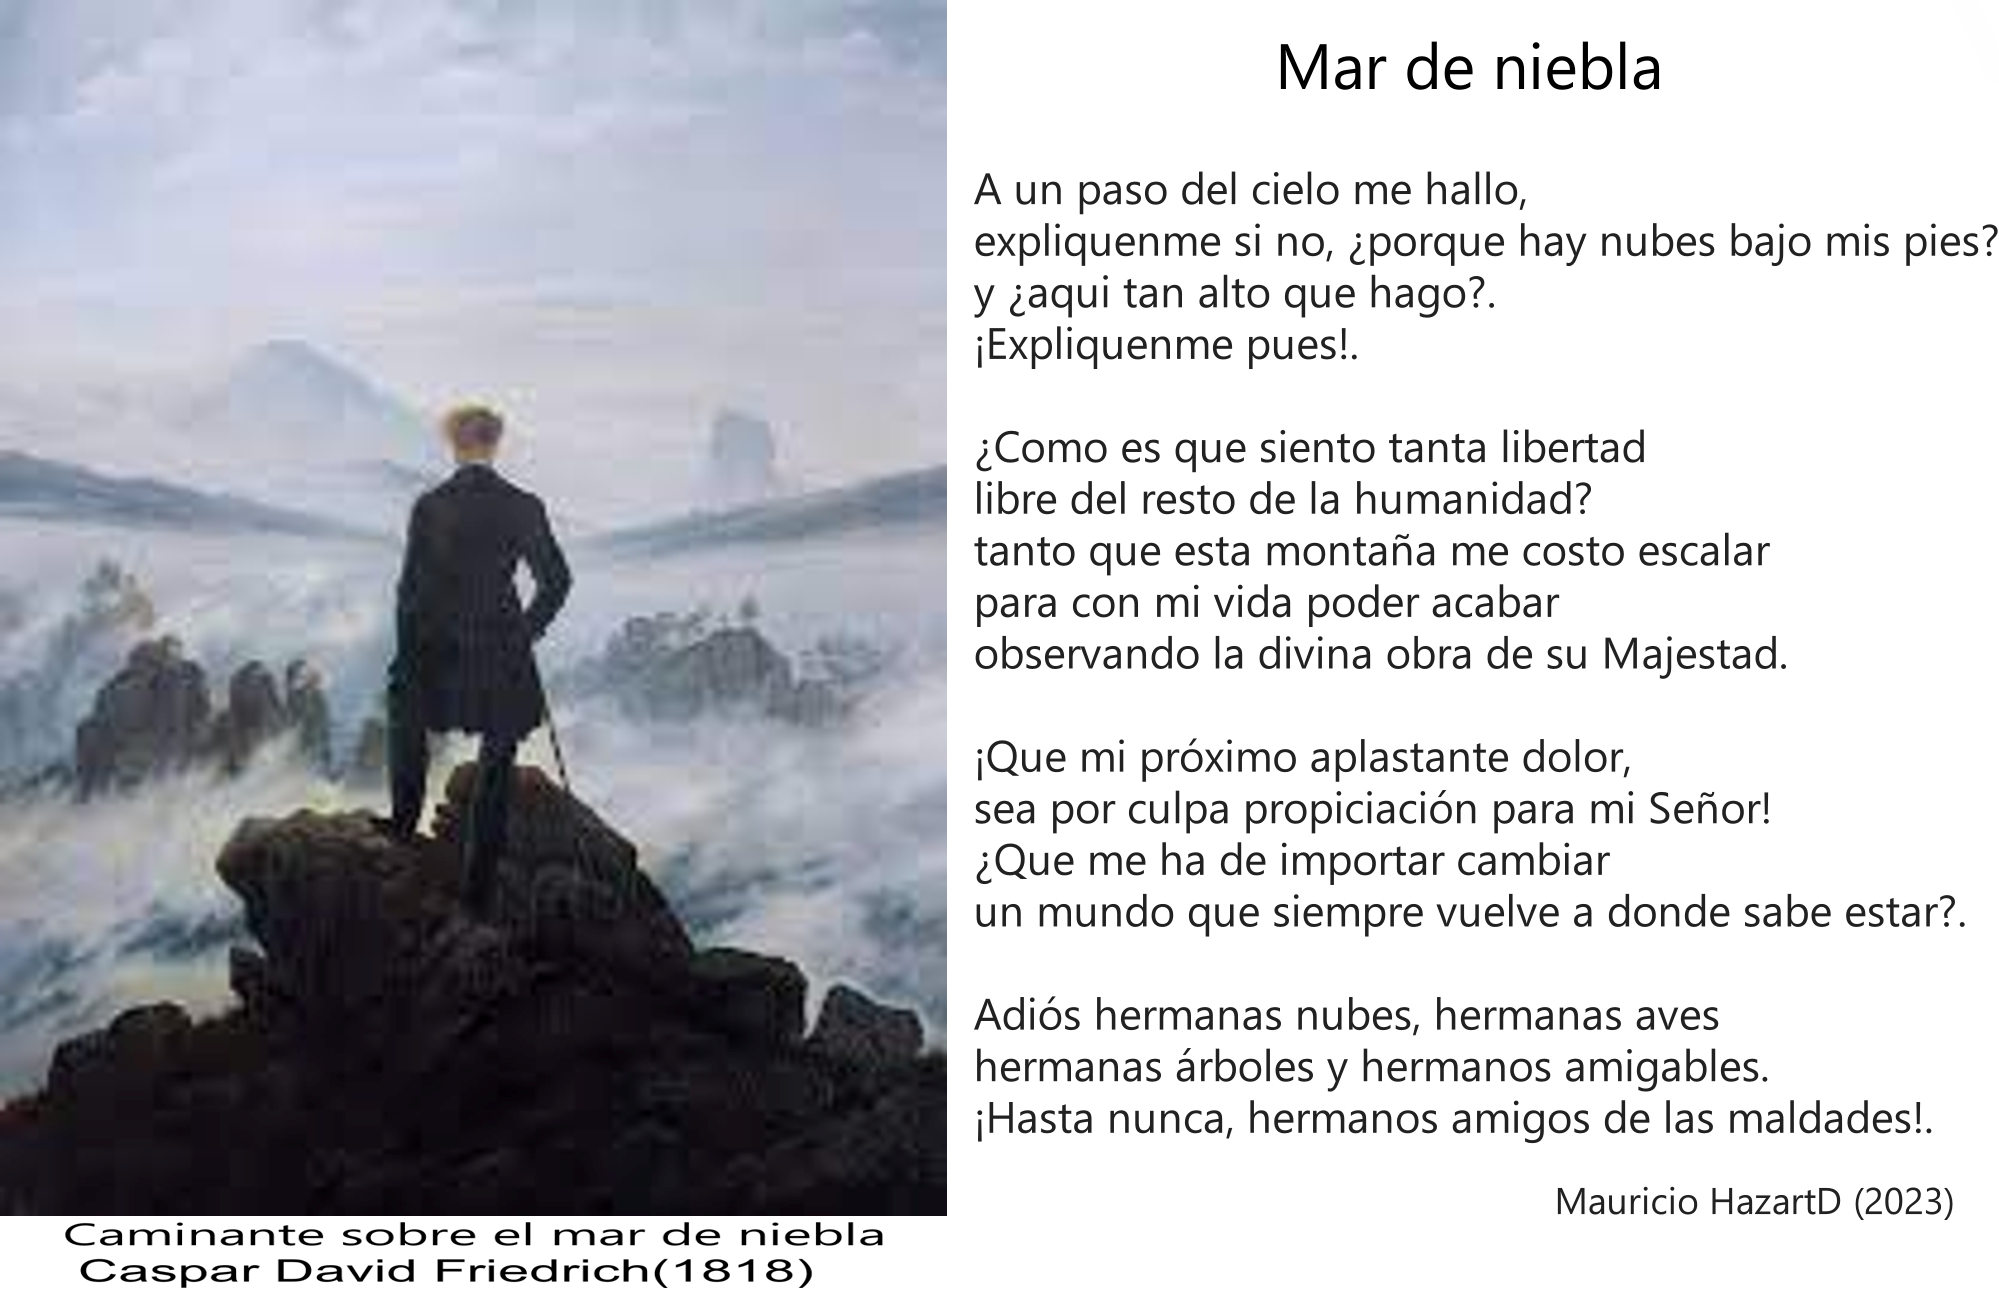 Mar de niebla
A un paso del cielo me hallo,
expliquenme si no, ¿porque hay nubes bajo mis pies?
y ¿aqui tan alto que hago?.
¡Expliquenme pues!.
¿Como es que siento tanta libertad
libre del resto de la humanidad?
tanto que esta montaña me costo escalar
para con mi vida poder acabar
observando la divina obra de su Majestad.
¡Que mi próximo aplastante dolor,
sea por culpa propiciación para mi Señor!
¿Que me ha de importar cambiar
un mundo que siempre vuelve a donde sabe estar?.
Adiós hermanas nubes, hermanas aves
hermanas árboles y hermanos amigables.
¡Hasta nunca, hermanos amigos de las maldades!.
Mauricio HazartD (2023)
Caminante sobre el mar de niebla
Caspar David Friedrich(1818)